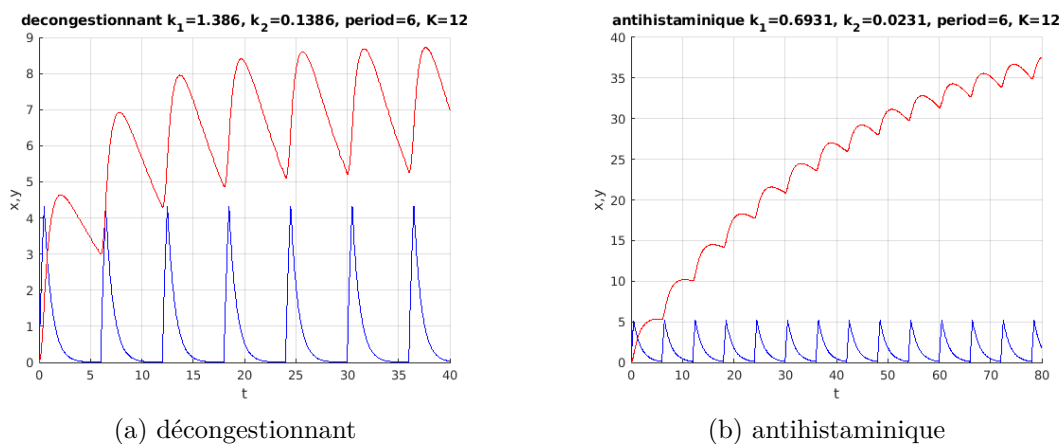 decongestionnant k₁=1.386, k₂=0.1386, period=6, K=12
9
8
7
6
5
4
3
2
1
0
x,y
0 5 10 15 20 25 30 35 40
t
(a) décongestionnant
antihistaminique k₁=0.6931, k₂=0.0231, period=6, K=12
40
35
30
25
20
15
10
5
0
x,y
0 10 20 30 40 50 60 70 80
t
(b) antihistaminique